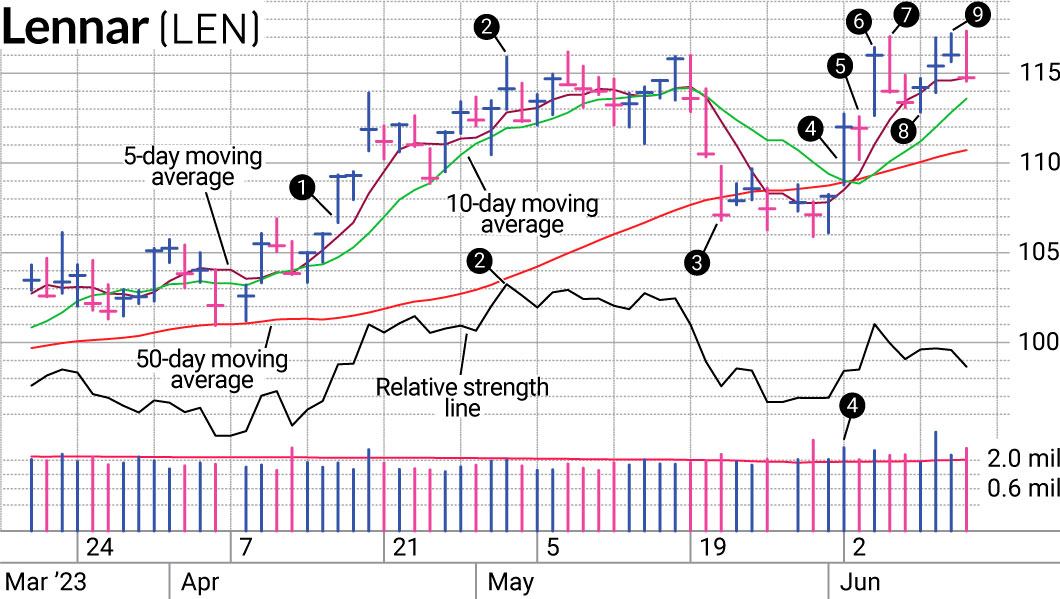 Lennar (LEN)
2
6
7
9
115
5
4
8
5-day moving
average
110
1
10-day moving
average
3
2
105
100
50-day moving
average
Relative strength
line
4
2.0 mil
0.6 mil
24
7
21
5
19
2
Mar ’23
Apr
May
Jun